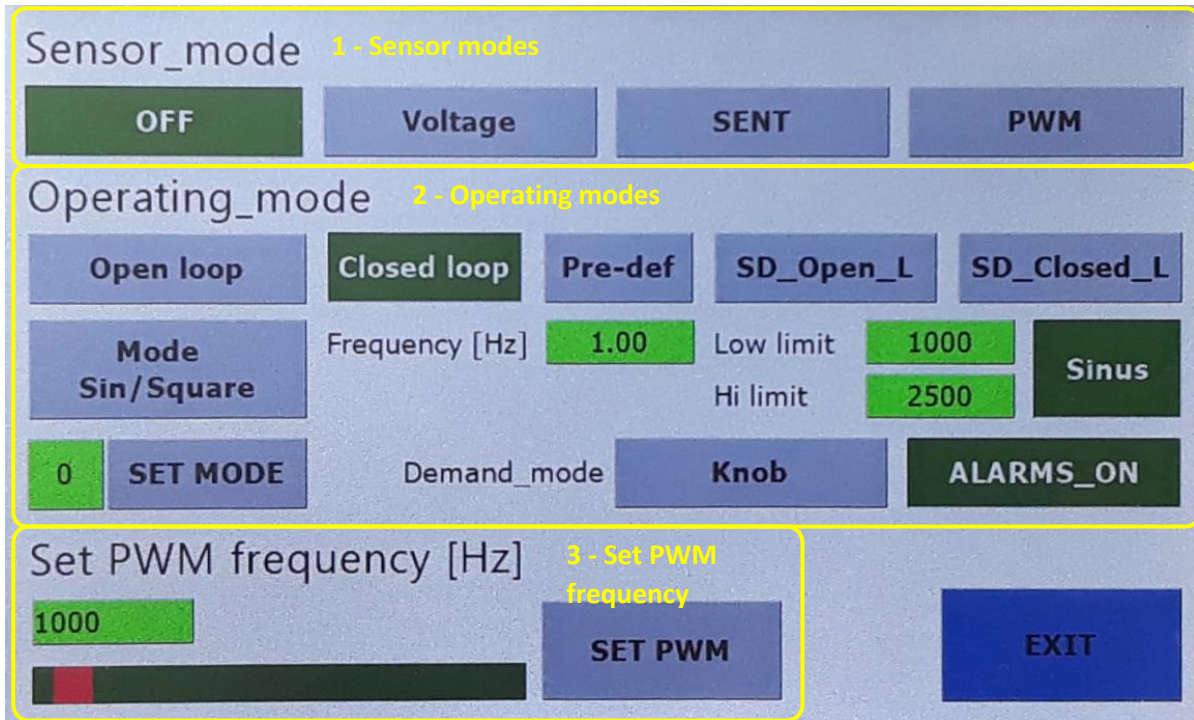 Sensor_mode 1 - Sensor modes
OFF Voltage SENT PWM
Operating_mode 2 - Operating modes
Open loop Closed loop Pre-def SD_Open_L SD_Closed_L
Mode
Sin/Square
Frequency [Hz] 1.00 Low limit 1000
Hi limit 2500
Sinus
0 SET MODE Demand_mode Knob ALARMS_ON
Set PWM frequency [Hz] 3 - Set PWM
frequency
1000
SET PWM EXIT